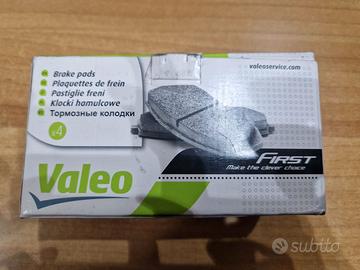 Brake pads
Plaquettes de frein
Pastiglie freni
Klocki hamulcowe
Тормозные колодки
x4
Valeo
valeoservice.com
FIRST
Make the clever choice
subito